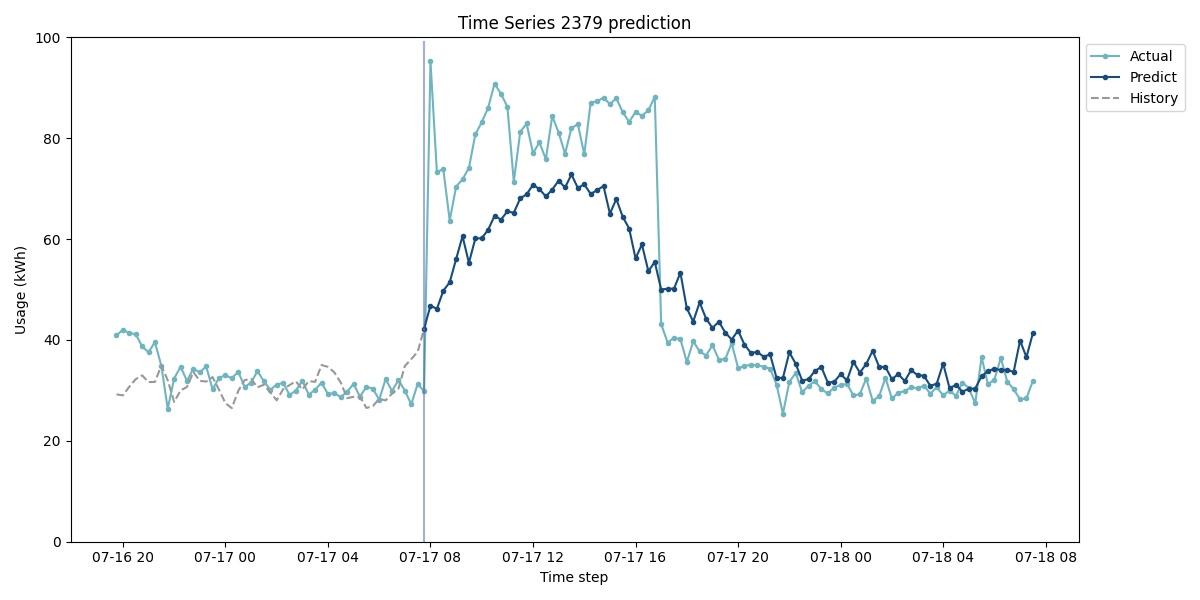 Time Series 2379 prediction
100
80
60
40
20
0
Usage (kWh)
07-16 20
07-17 00
07-17 04
07-17 08
07-17 12
07-17 16
07-17 20
07-18 00
07-18 04
07-18 08
Time step
Actual
Predict
History